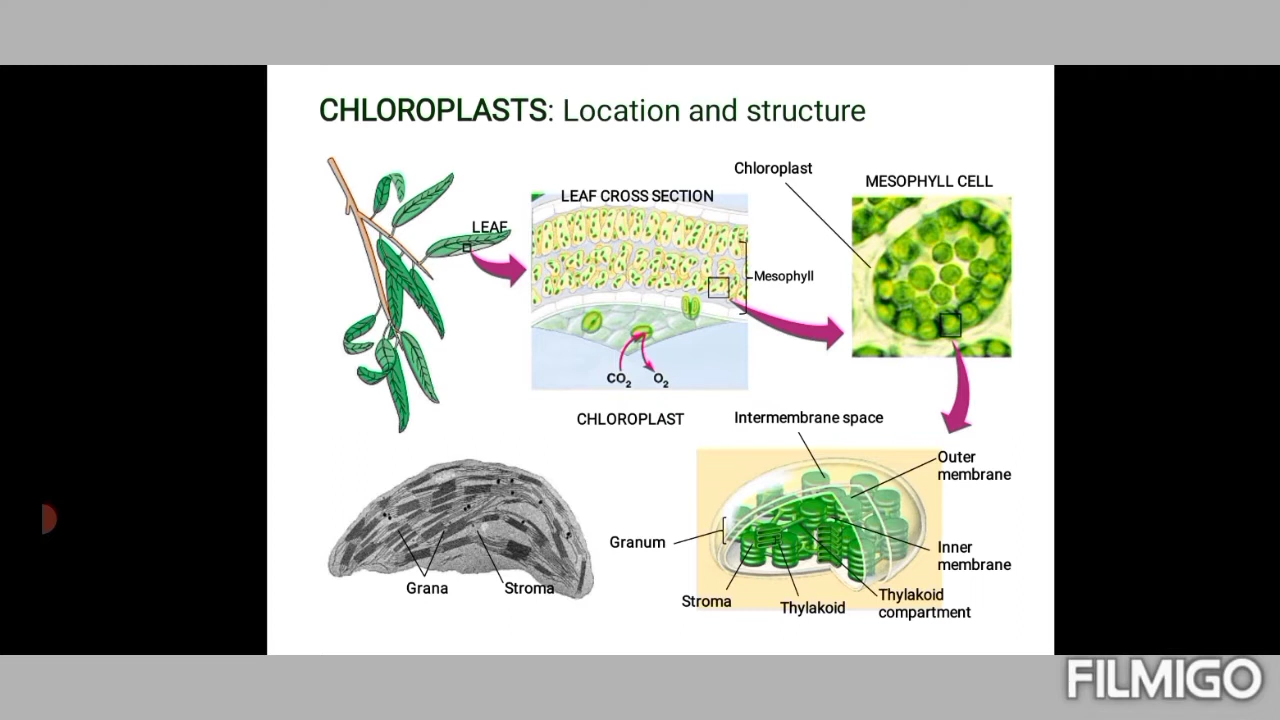 CHLOROPLASTS: Location and structure
Chloroplast
MESOPHYLL CELL
LEAF CROSS SECTION
LEAF
Mesophyll
CO2
O2
CHLOROPLAST
Intermembrane space
Outer
membrane
Granum
Inner
membrane
Grana
Stroma
Stroma
Thylakoid
Thylakoid
compartment
FILMIGO